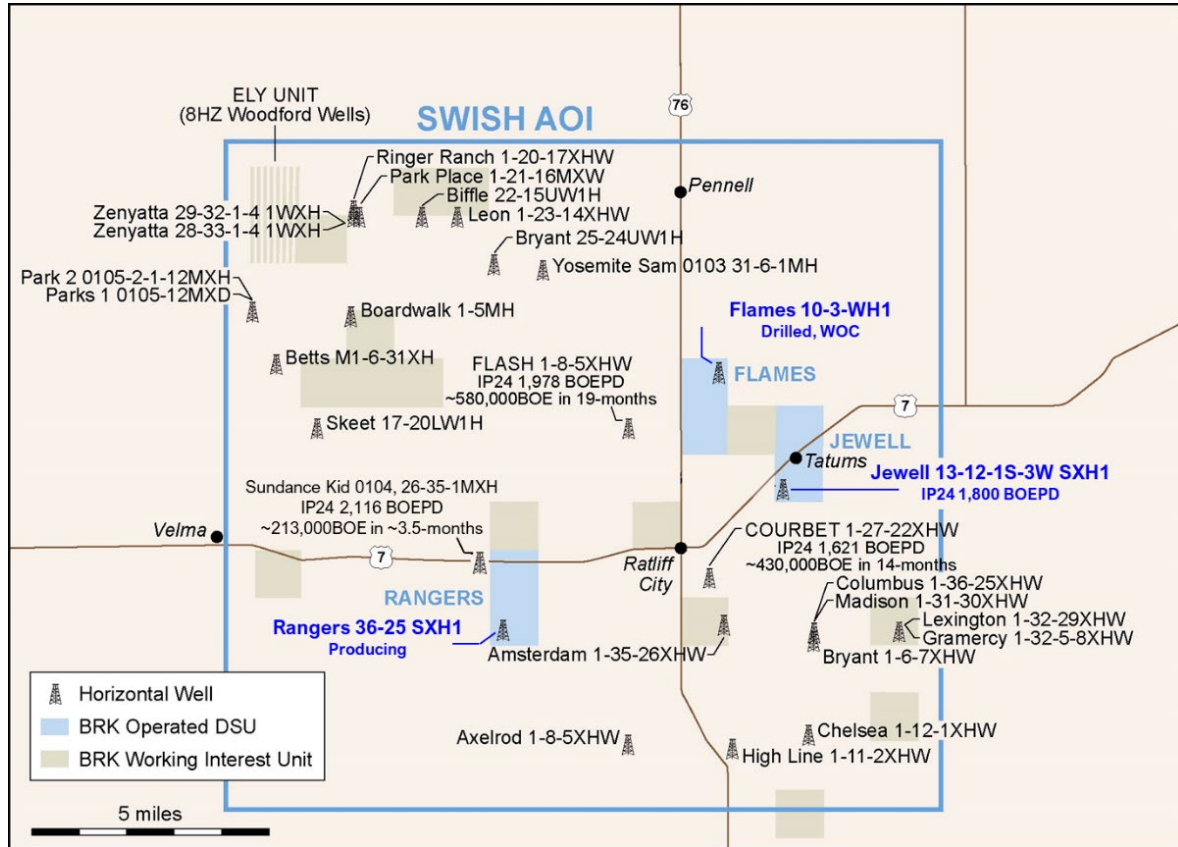 ELY UNIT
(8HZ Woodford Wells)
SWISH AOI
76
Ringer Ranch 1-20-17XHW
Park Place 1-21-16MXW
Biffle 22-15UW1H
Pennell
Zenyatta 29-32-1-4 1WXH
Leon 1-23-14XHW
Zenyatta 28-33-1-4 1WXH
Bryant 25-24UW1H
Yosemite Sam 0103 31-6-1MH
Park 2 0105-2-1-12MXH
Parks 1 0105-12MXD
Boardwalk 1-5MH
Flames 10-3-WH1
Drilled, WOC
Betts M1-6-31XH
FLASH 1-8-5XHW
IP24 1,978 BOEPD
~580,000BOE in 19-months
FLAMES
7
Skeet 17-20LW1H
JEWELL
Tatums
Jewell 13-12-1S-3W SXH1
IP24 1,800 BOEPD
Sundance Kid 0104, 26-35-1MXH
IP24 2,116 BOEPD
~213,000BOE in ~3.5-months
Velma
7
Ratliff
City
COURBET 1-27-22XHW
IP24 1,621 BOEPD
~430,000BOE in 14-months
Columbus 1-36-25XHW
Madison 1-31-30XHW
RANGERS
Rangers 36-25 SXH1
Producing
Lexington 1-32-29XHW
Gramercy 1-32-5-8XHW
Amsterdam 1-35-26XHW
Bryant 1-6-7XHW
Horizontal Well
BRK Operated DSU
BRK Working Interest Unit
Axelrod 1-8-5XHW
Chelsea 1-12-1XHW
High Line 1-11-2XHW
5 miles